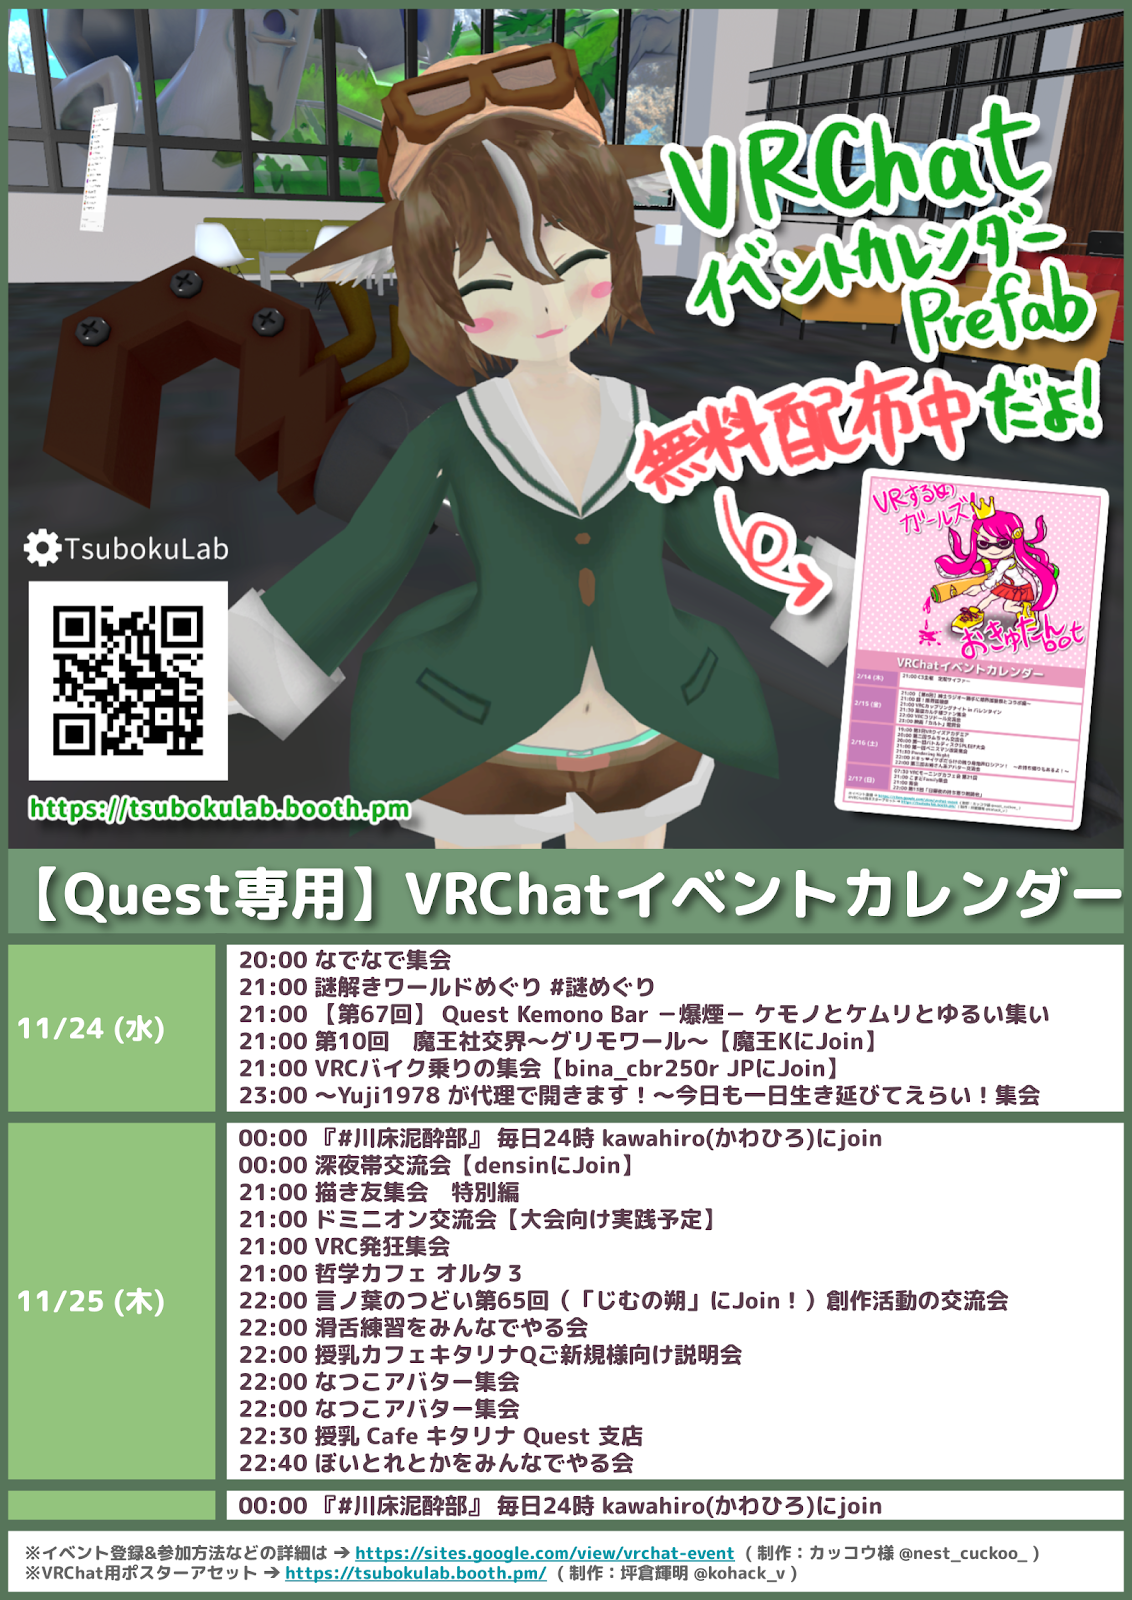 VRChat
イベントカレンダー
Prefab
無料配布中だよ!
VRするめ
ガールズ
おきゅたん
bot
VRChatイベントカレンダー
2/14 (木)
2/15 (金)
2/16 (土)
2/17 (日)
TsubokuLab
https://tsubokulab.booth.pm
【Quest専用】VRChatイベントカレンダー
11/24 (水)
20:00 なでなで集会
21:00 謎解きワールドめぐり #謎めぐり
21:00 【第67回】 Quest Kemono Bar －爆煙－ ケモノとケムリとゆるい集い
21:00 第10回　魔王社交界～グリモワール～【魔王KにJoin】
21:00 VRCバイク乗りの集会【bina_cbr250r JPにJoin】
23:00 ～Yuji1978 が代理で開きます！～今日も一日生き延びてえらい！集会
11/25 (木)
00:00 『#川床泥酔部』 毎日24時 kawahiro(かわひろ)にjoin
00:00 深夜帯交流会【densinにJoin】
21:00 描き友集会　特別編
21:00 ドミニオン交流会【大会向け実践予定】
21:00 VRC発狂集会
21:00 哲学カフェ オルタ３
22:00 言ノ葉のつどい第65回（「じむの朔」にJoin！）創作活動の交流会
22:00 滑舌練習をみんなでやる会
22:00 授乳カフェキタリナQご新規様向け説明会
22:00 なつこアバター集会
22:00 なつこアバター集会
22:30 授乳 Cafe キタリナ Quest 支店
22:40 ぼいとれとかをみんなでやる会
00:00 『#川床泥酔部』 毎日24時 kawahiro(かわひろ)にjoin
※イベント登録&参加方法などの詳細は ➔ https://sites.google.com/view/vrchat-event ( 制作：カッコウ様 @nest_cuckoo_ )
※VRChat用ポスターアセット ➔ https://tsubokulab.booth.pm/ ( 制作：坪倉輝明 @kohack_v )